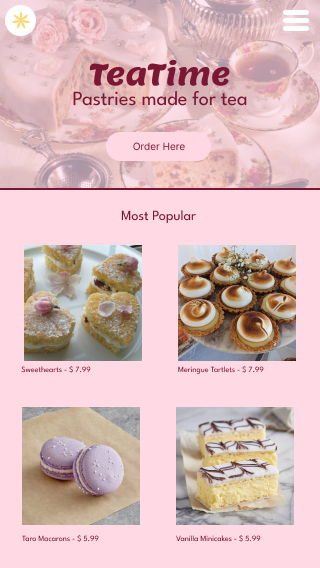 TeaTime
Pastries made for tea
Order Here
Most Popular
Sweethearts - $ 7.99
Meringue Tartlets - $ 7.99
Taro Macarons - $ 5.99
Vanilla Minicakes - $ 5.99